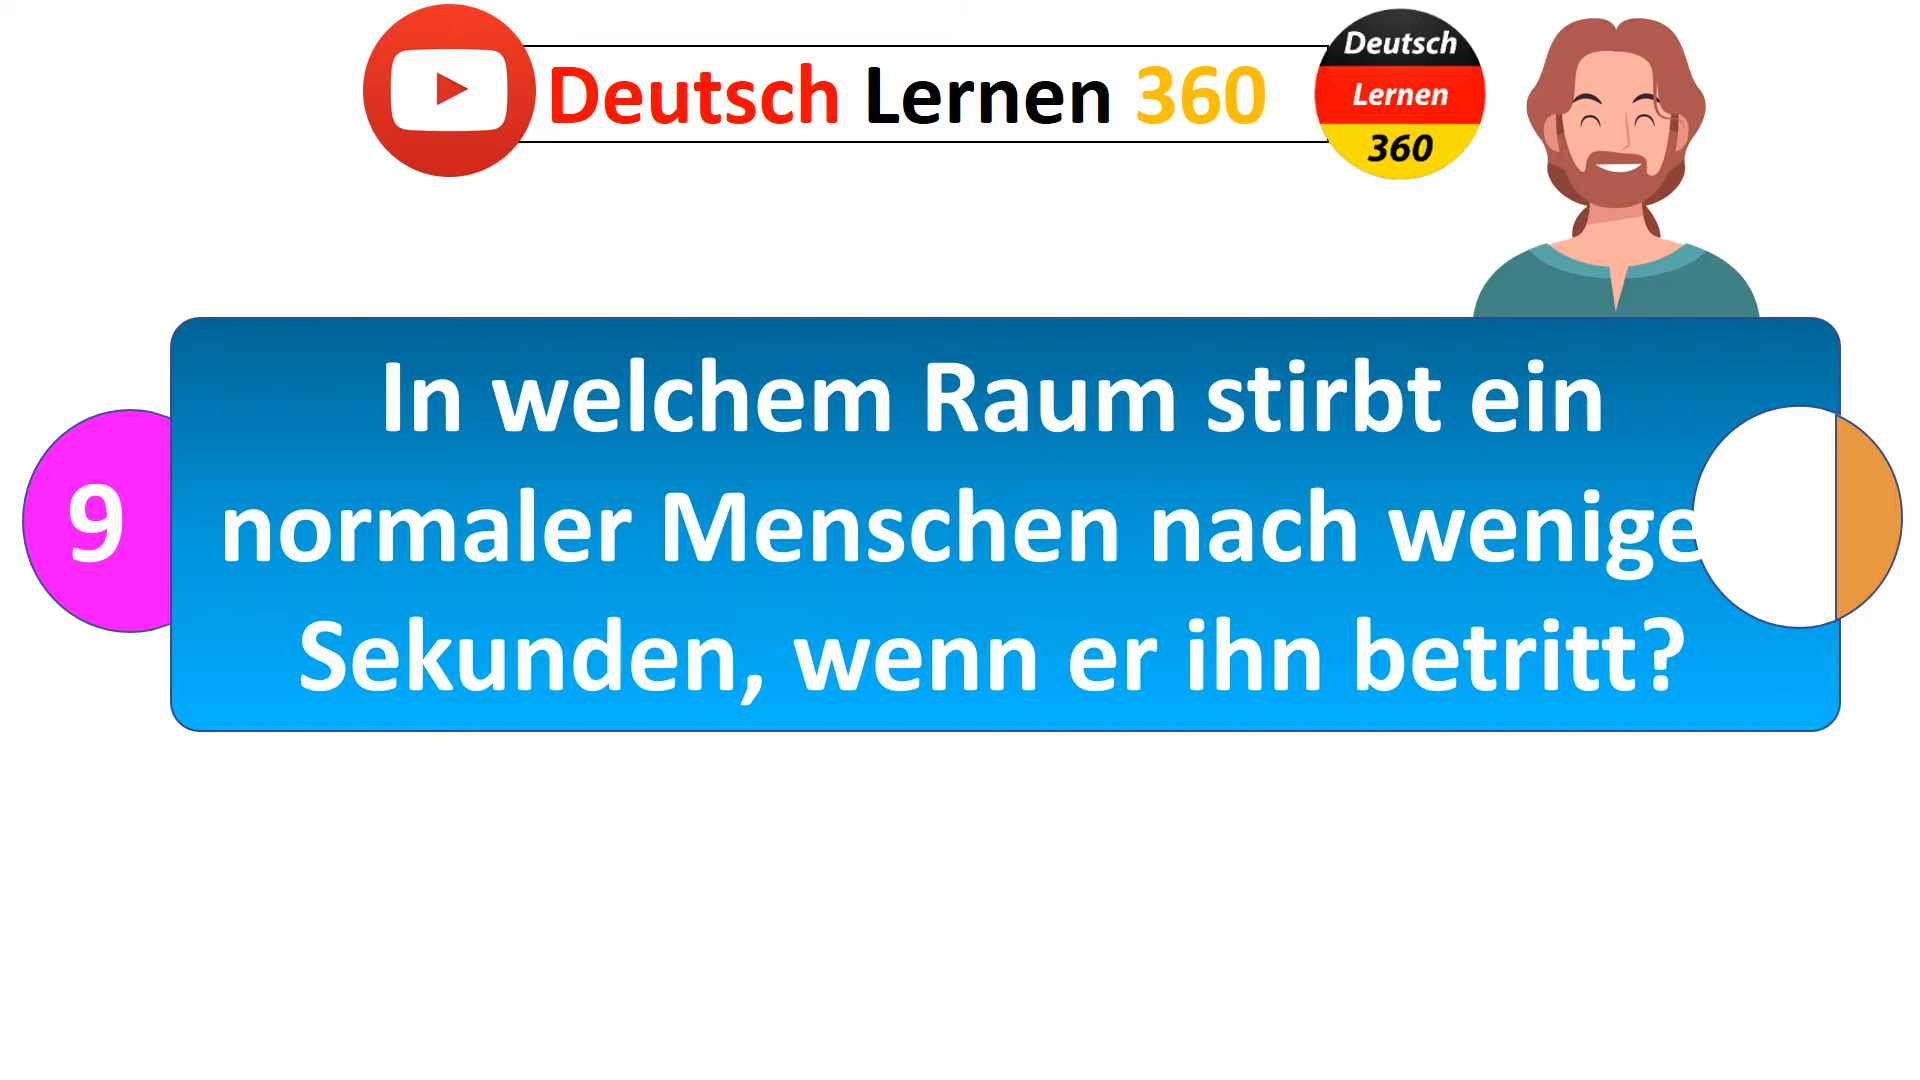 Deutsch Lernen 360
Deutsch
Lernen
360
In welchem Raum stirbt ein
9
normaler Menschen nach wenige
Sekunden, wenn er ihn betritt?